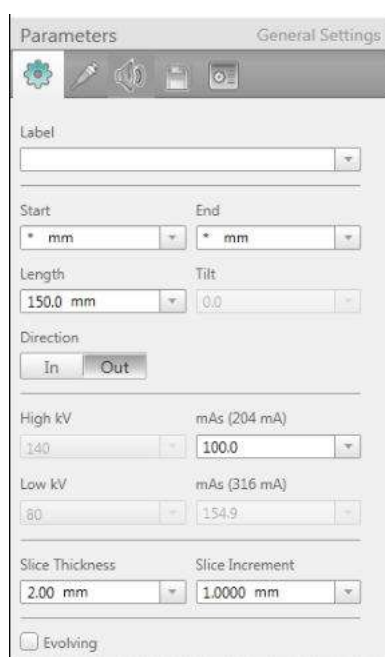 Parameters General Settings
Label
Start End
* mm * mm
Length Tilt
150.0 mm 0.0
Direction
In Out
High kV mAs (204 mA)
140 100.0
Low kV mAs (316 mA)
80 154.9
Slice Thickness Slice Increment
2.00 mm 1.0000 mm
Evolving